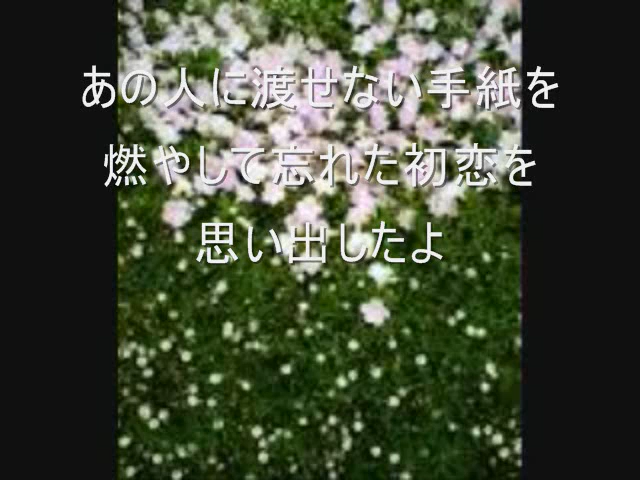 あの人に渡せない手紙を
燃やして忘れた初恋を
思い出したよ